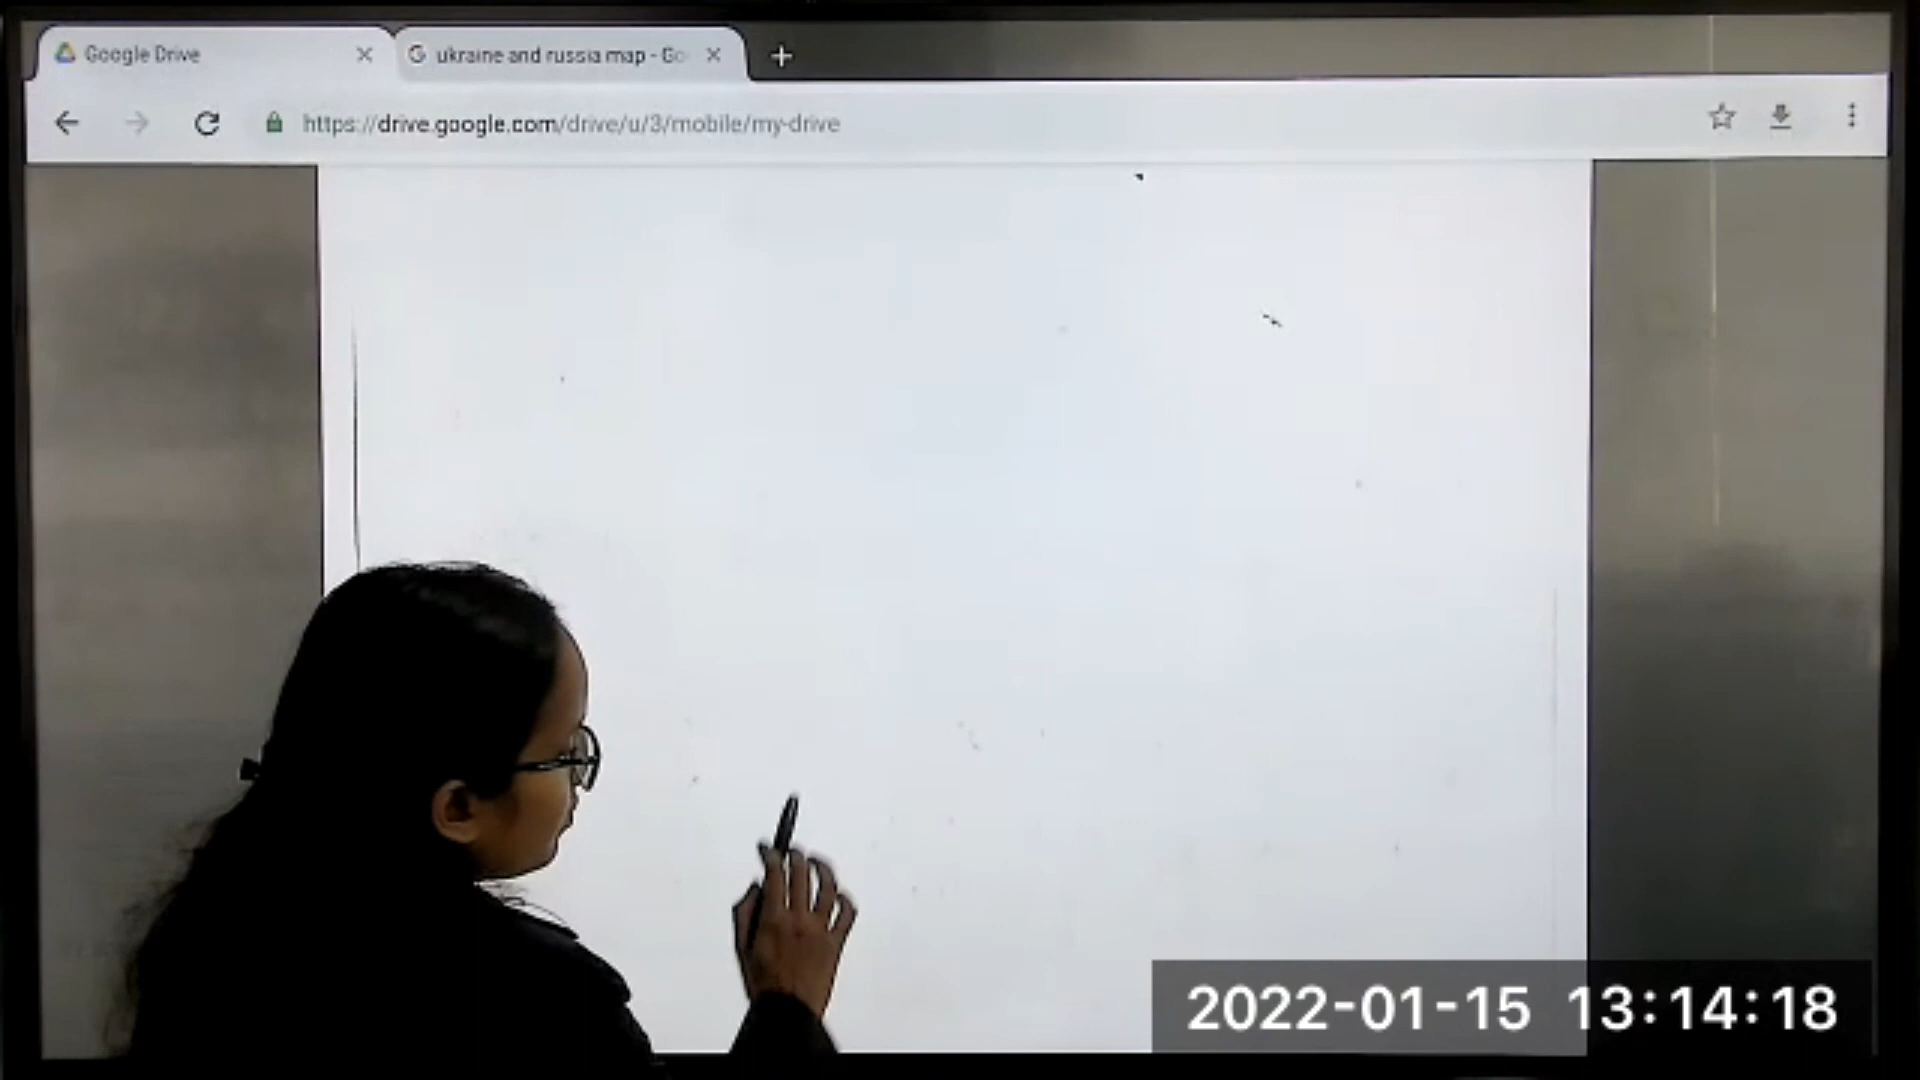 Google Drive
ukraine and russia map - Go
https://drive.google.com/drive/u/3/mobile/my-drive
2022-01-15 13:14:18